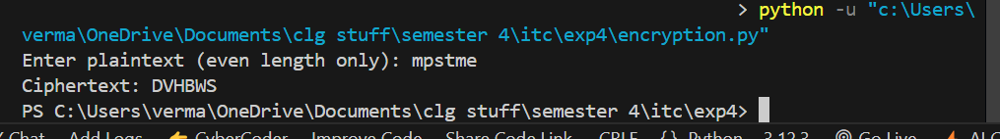 > python -u "c:\Users\
verma\OneDrive\Documents\clg stuff\semester 4\itc\exp4\encryption.py"
Enter plaintext (even length only): mpstme
Ciphertext: DVHBWS
PS C:\Users\verma\OneDrive\Documents\clg stuff\semester 4\itc\exp4>
Chat Add Logs CyberCoder Improve Code Share Code Link CRLF {} Python 3.12.3 Go Live